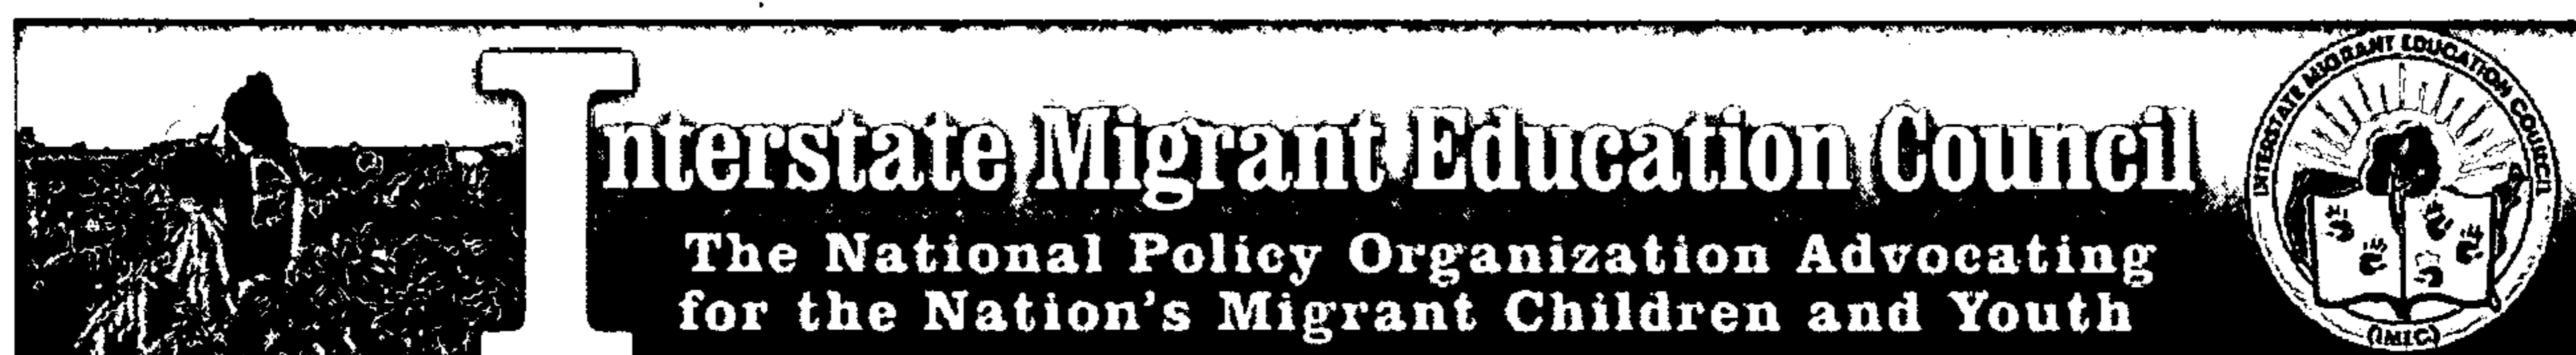 Interstate Migrant Education Council
The National Policy Organization Advocating
for the Nation's Migrant Children and Youth
INTERSTATE MIGRANT EDUCATION COUNCIL
(IMEC)